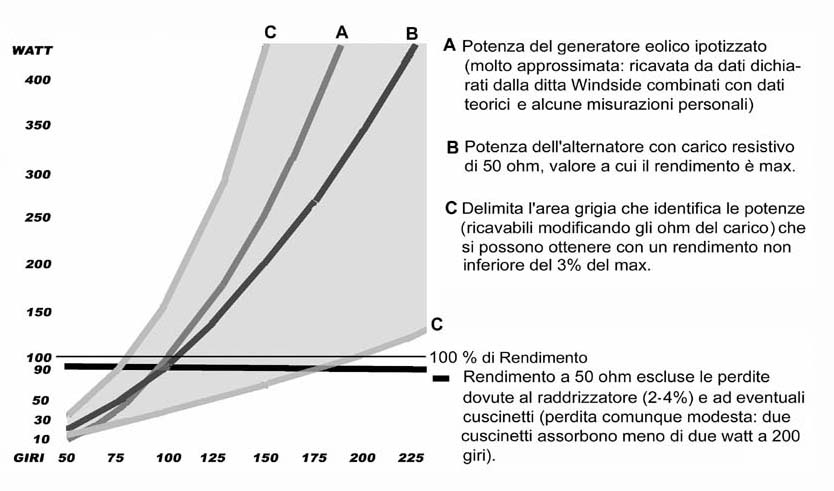 C A B
WATT
400
350
300
250
200
150
100
90
50
30
10
GIRI 50 75 100 125 150 175 200 225
A Potenza del generatore eolico ipotizzato
(molto approssimata: ricavata da dati dichia-
rati dalla ditta Windside combinati con dati
teorici e alcune misurazioni personali)
B Potenza dell'alternatore con carico resistivo
di 50 ohm, valore a cui il rendimento è max.
C Delimita l'area grigia che identifica le potenze
(ricavabili modificando gli ohm del carico) che
si possono ottenere con un rendimento non
inferiore del 3% del max.
C
100 % di Rendimento
Rendimento a 50 ohm escluse le perdite
dovute al raddrizzatore (2-4%) e ad eventuali
cuscinetti (perdita comunque modesta: due
cuscinetti assorbono meno di due watt a 200
giri).